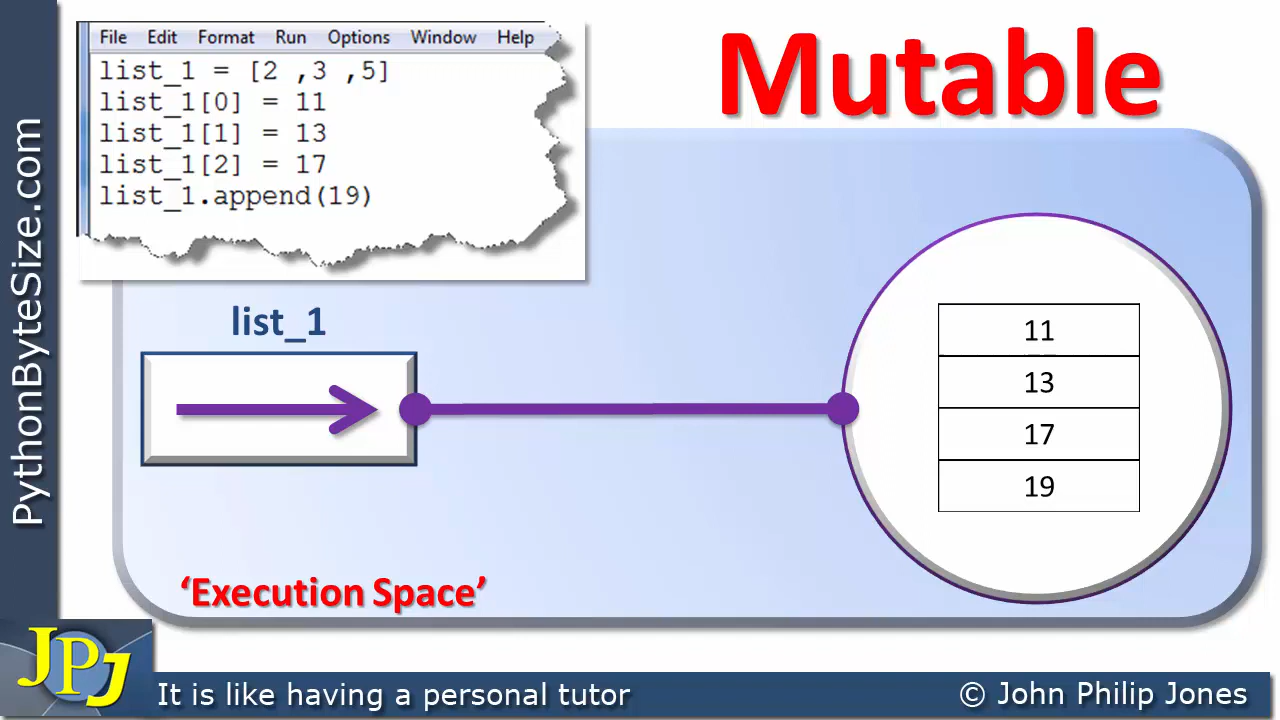 File Edit Format Run Options Window Help
list_1 = [2 ,3 ,5]
list_1[0] = 11
list_1[1] = 13
list_1[2] = 17
list_1.append(19)
Mutable
PythonByteSize.com
list_1
11
13
17
19
‘Execution Space’
JPJ
It is like having a personal tutor
© John Philip Jones